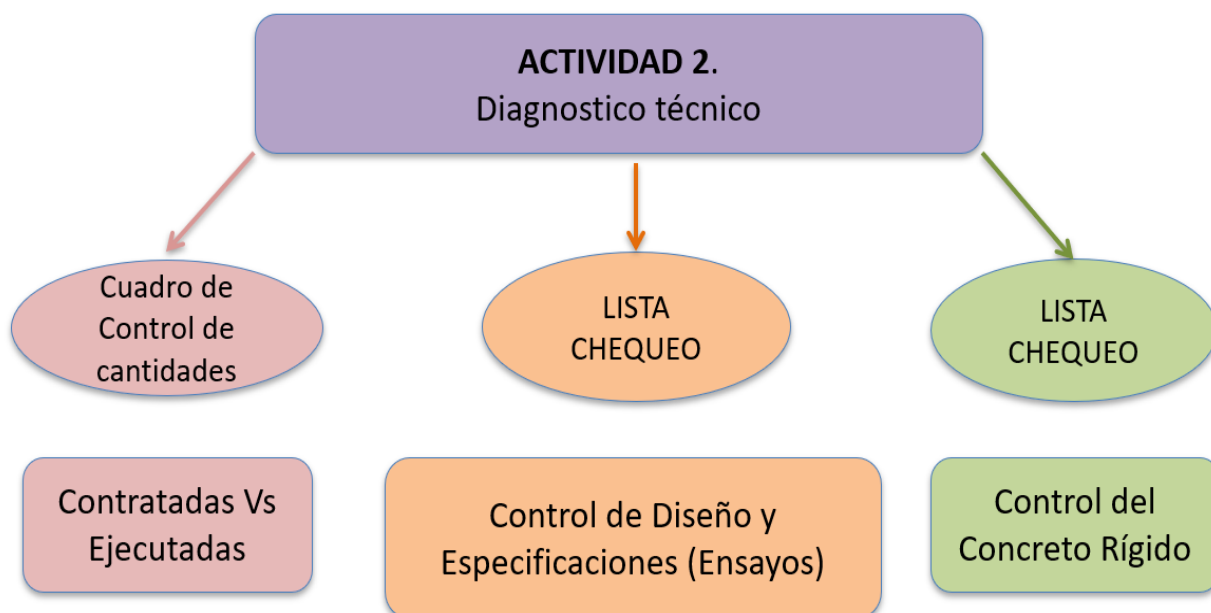 ACTIVIDAD 2.
Diagnostico técnico
Cuadro de
Control de
cantidades
LISTA
CHEQUEO
LISTA
CHEQUEO
Contratadas Vs
Ejecutadas
Control de Diseño y
Especificaciones (Ensayos)
Control del
Concreto Rígido